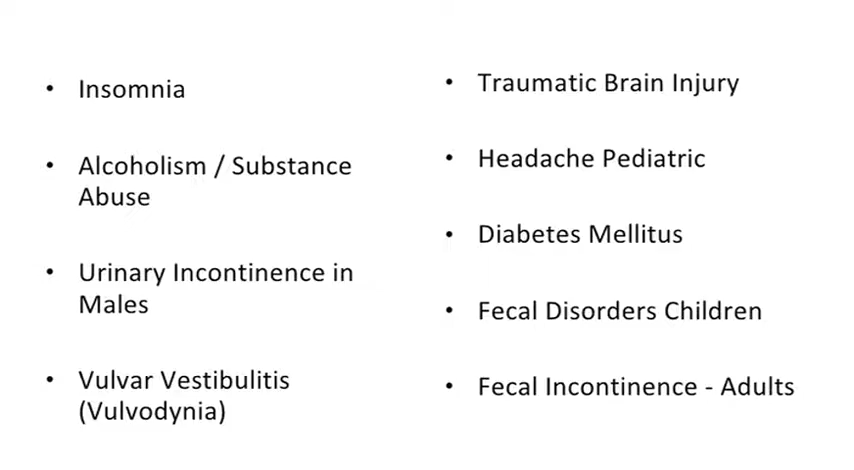 • Insomnia
• Alcoholism / Substance
Abuse
• Urinary Incontinence in
Males
• Vulvar Vestibulitis
(Vulvodynia)
• Traumatic Brain Injury
• Headache Pediatric
• Diabetes Mellitus
• Fecal Disorders Children
• Fecal Incontinence - Adults